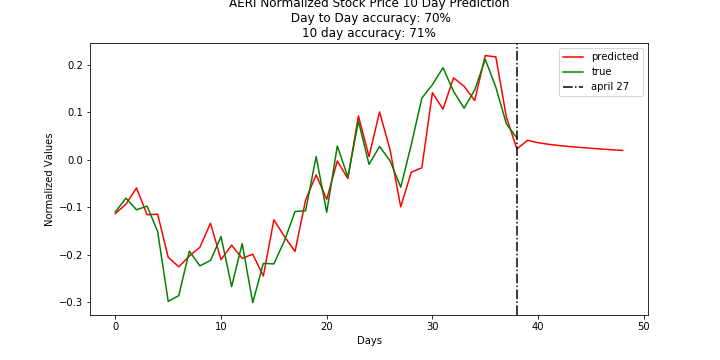 AERI Normalized Stock Price 10 Day Prediction
Day to Day accuracy: 70%
10 day accuracy: 71%
predicted
true
april 27
Normalized Values
0.2
0.1
0.0
−0.1
−0.2
−0.3
0 10 20 30 40 50
Days